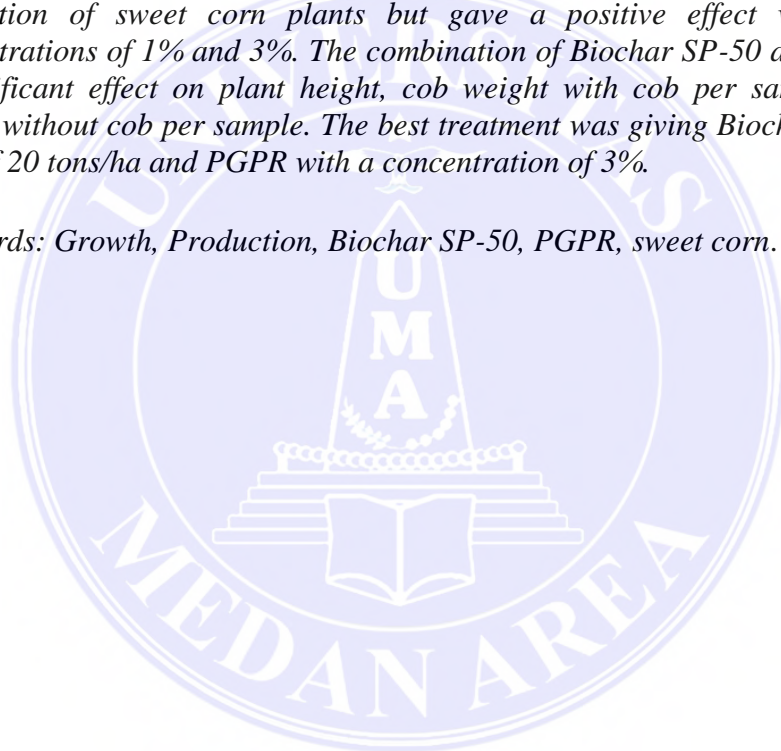 tion of sweet corn plants but gave a positive effect
trations of 1% and 3%. The combination of Biochar SP-50
ificant effect on plant height, cob weight with cob per
without cob per sample. The best treatment was giving
f 20 tons/ha and PGPR with a concentration of 3%.
rds: Growth, Production, Biochar SP-50, PGPR, sweet corn.
UNIVERSITAS
UMA
MEDAN AREA